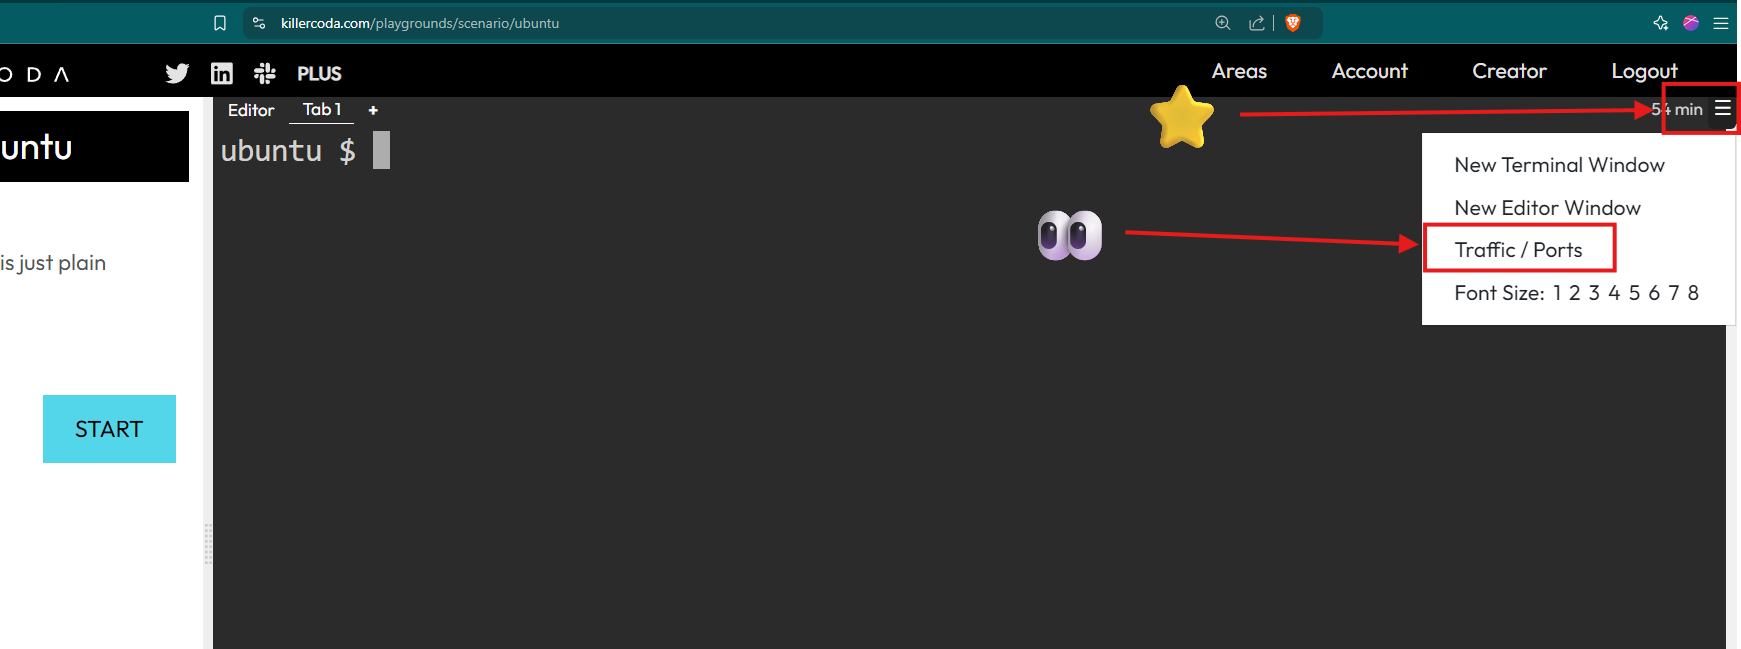 killercoda.com/playgrounds/scenario/ubuntu
ODA PLUS Areas Account Creator Logout
Editor Tab 1 + 54 min
untu
ubuntu $
New Terminal Window
New Editor Window
Traffic / Ports
Font Size: 1 2 3 4 5 6 7 8
is just plain
START